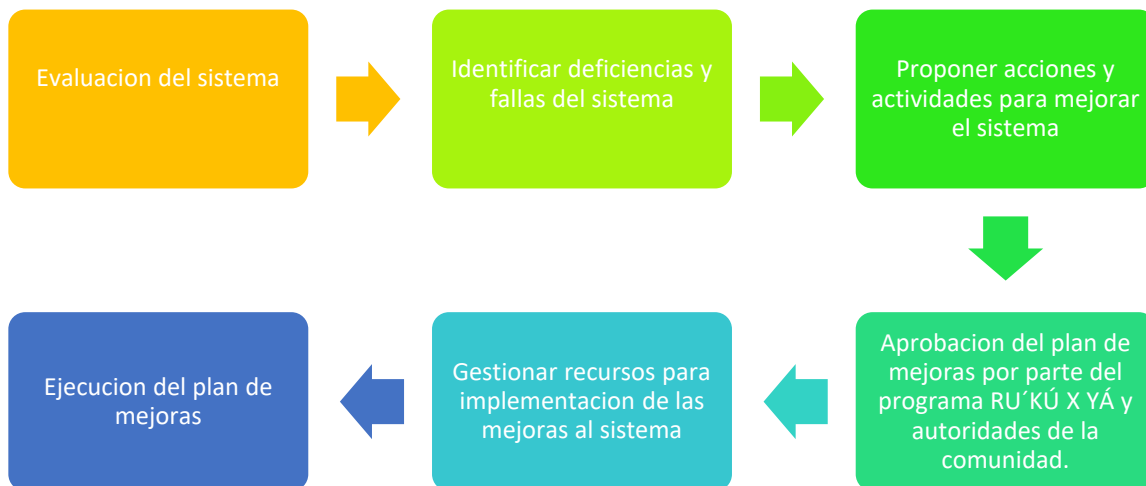 Evaluacion del sistema
Identificar deficiencias y
fallas del sistema
Proponer acciones y
actividades para mejorar
el sistema
Aprobacion del plan de
mejoras por parte del
programa RU´KÚ X YÁ y
autoridades de la
comunidad.
Gestionar recursos para
implementacion de las
mejoras al sistema
Ejecucion del plan de
mejoras